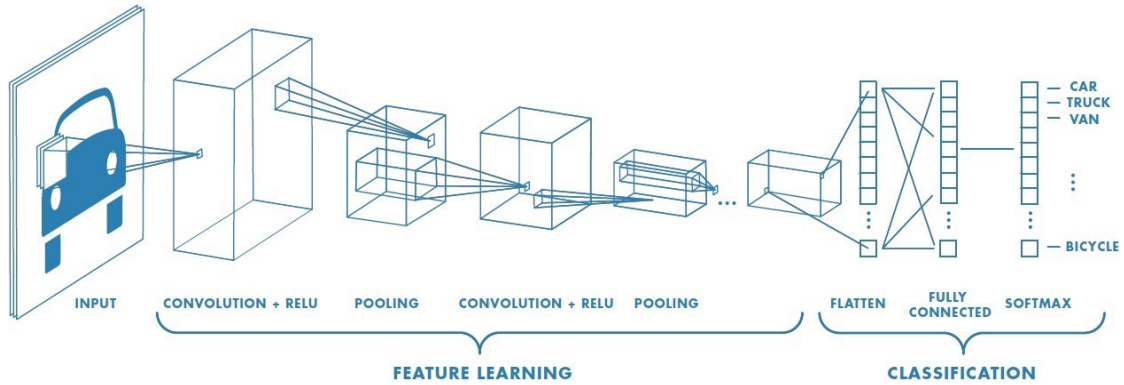 CAR
TRUCK
VAN
...
...
...
...
BICYCLE
INPUT
CONVOLUTION + RELU
POOLING
CONVOLUTION + RELU
POOLING
FLATTEN
FULLY
CONNECTED
SOFTMAX
FEATURE LEARNING
CLASSIFICATION